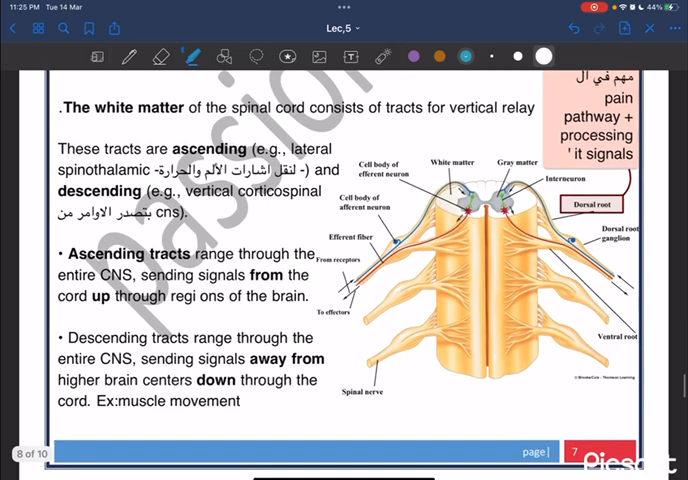 11:25 PM Tue 14 Mar
44%
Lec,5
.The white matter of the spinal cord consists of tracts for vertical relay
مهم في ال
pain
pathway +
processing
it signals '
These tracts are ascending (e.g., lateral
spinothalamic -لنقل اشارات الألم والحرارة-) and
descending (e.g., vertical corticospinal
بتصدر الاوامر من cns).
• Ascending tracts range through the
entire CNS, sending signals from the
cord up through regi ons of the brain.
• Descending tracts range through the
entire CNS, sending signals away from
higher brain centers down through the
cord. Ex:muscle movement
Cell body of
efferent neuron
White matter
Gray matter
Interneuron
Cell body of
afferent neuron
Dorsal root
Efferent fiber
Dorsal root
ganglion
From receptors
To effectors
Ventral root
Spinal nerve
© Brooks/Cole - Thomson Learning
passion
8 of 10
page]
7
Picsart